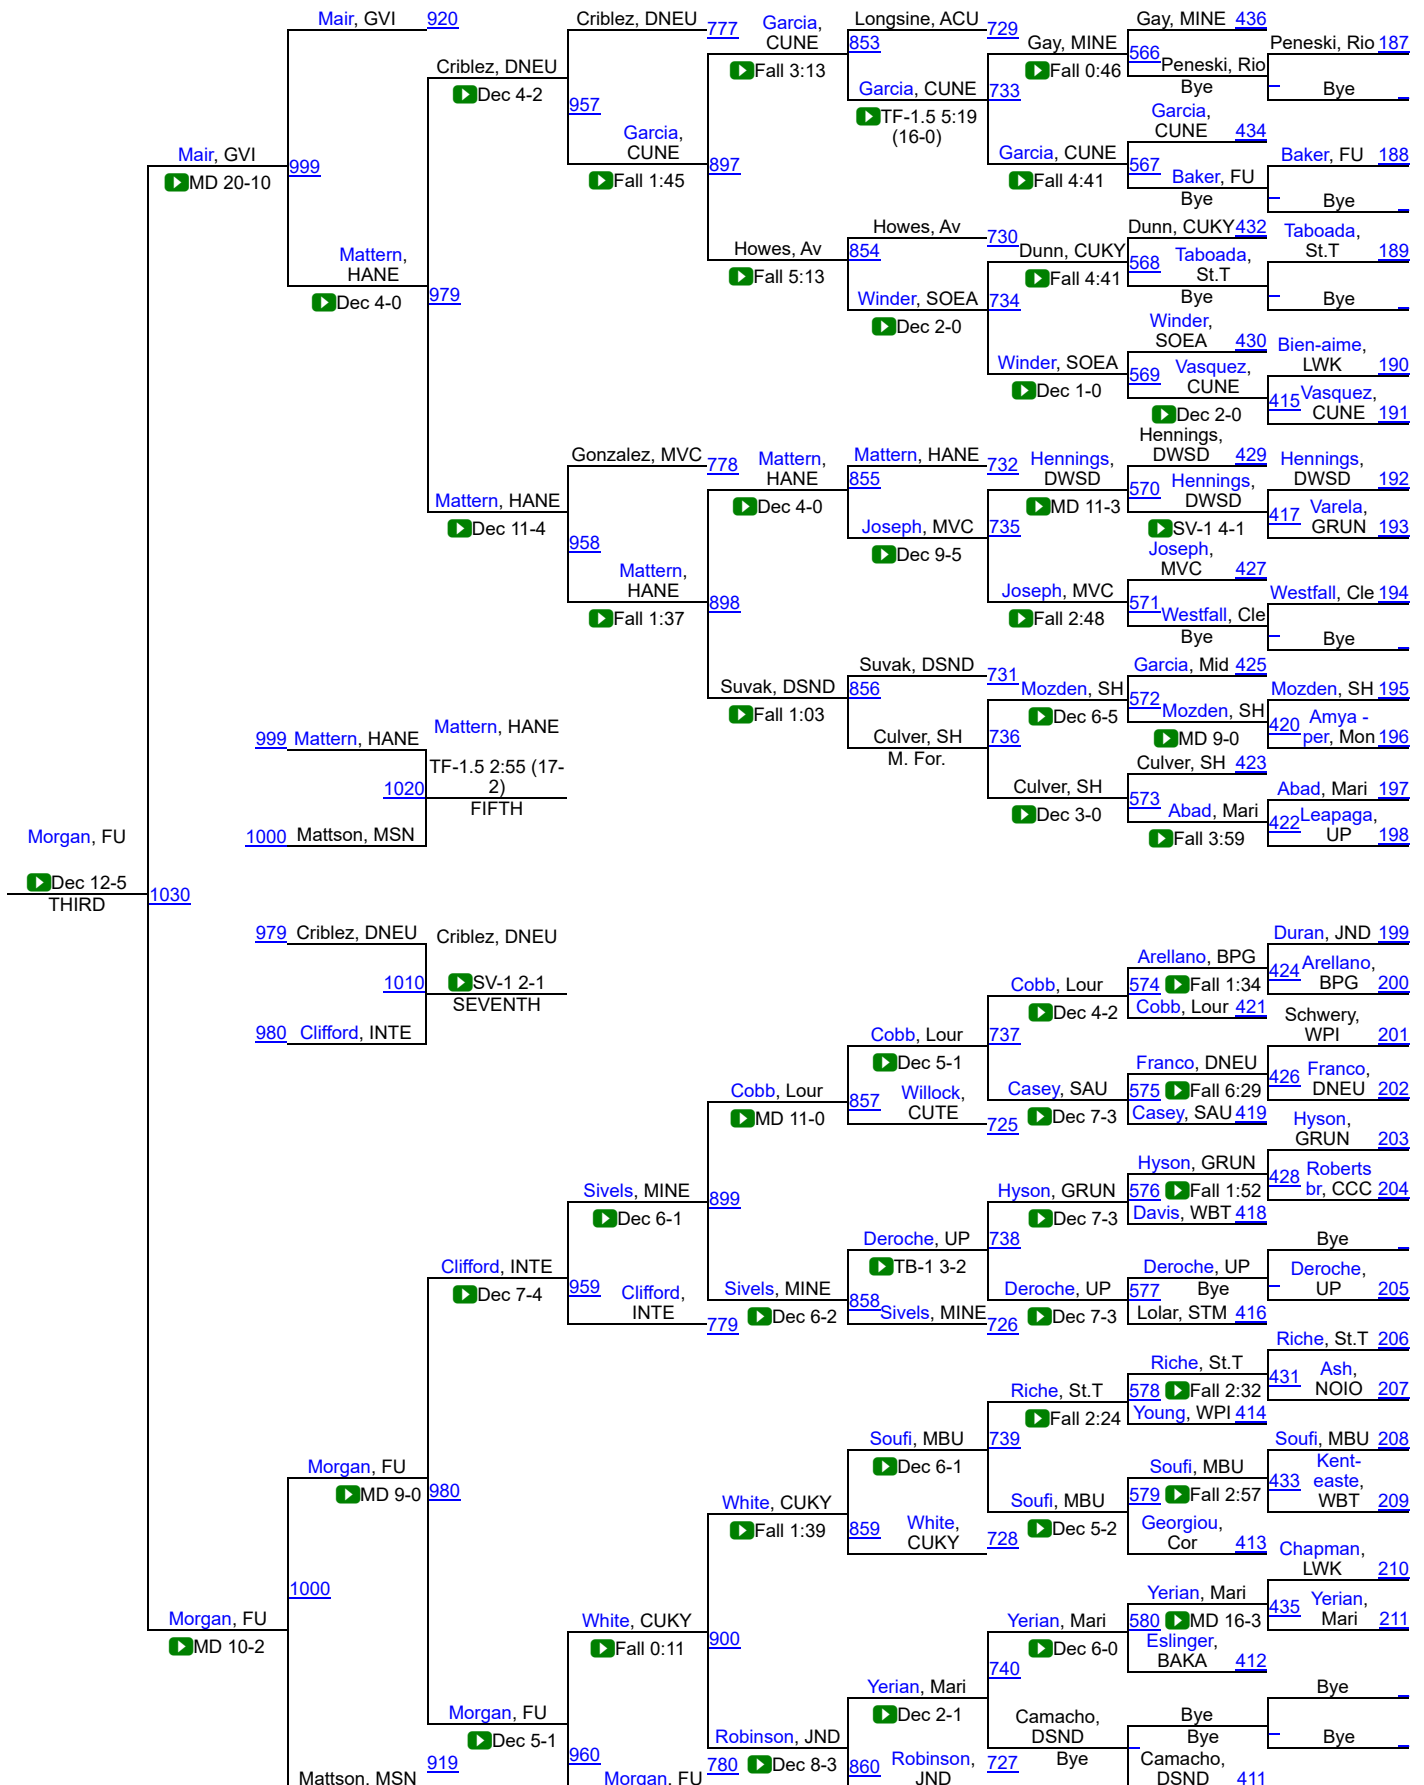 Mair, GVI 920
Criblez, DNEU 777
Garcia,
CUNE
Fall 3:13
Longsine, ACU 729
853
Gay, MINE 436
Gay, MINE
Fall 0:46
566
Peneski, Rio
Bye
Peneski, Rio 187
Bye
Criblez, DNEU
Dec 4-2
957
Garcia, CUNE 733
TF-1.5 5:19
(16-0)
Garcia,
CUNE 434
Garcia,
CUNE
Fall 1:45
897
Garcia, CUNE
Fall 4:41
567
Baker, FU
Bye
Baker, FU 188
Bye
Mair, GVI
MD 20-10
999
Howes, Av
Fall 5:13
Howes, Av 730
854
Dunn, CUKY 432
Dunn, CUKY
Fall 4:41
568
Taboada,
St.T
Bye
Taboada,
St.T 189
Bye
Mattern,
HANE
Dec 4-0
979
Winder, SOEA 734
Dec 2-0
Winder,
SOEA 430
Winder, SOEA
Dec 1-0
569
Vasquez,
CUNE
Dec 2-0
Bien-aime,
LWK 190
415
Vasquez,
CUNE 191
Gonzalez, MVC 778
Mattern,
HANE
Dec 4-0
Mattern, HANE 732
855
Hennings,
DWSD
MD 11-3
Hennings,
DWSD 429
570
Hennings,
DWSD
SV-1 4-1
Hennings,
DWSD 192
417
Varela,
GRUN 193
Mattern, HANE
Dec 11-4
958
Joseph, MVC 735
Dec 9-5
Joseph,
MVC 427
Mattern,
HANE
Fall 1:37
898
Joseph, MVC
Fall 2:48
571
Westfall, Cle
Bye
Westfall, Cle 194
Bye
Suvak, DSND
Fall 1:03
Suvak, DSND 731
856
Mozden, SH
Dec 6-5
Garcia, Mid 425
572
Mozden, SH
MD 9-0
Mozden, SH 195
420
Amya -
per, Mon 196
999 Mattern, HANE
Mattern, HANE
1020
TF-1.5 2:55 (17-
2)
FIFTH
1000 Mattson, MSN
Culver, SH 736
M. For.
Culver, SH 423
Culver, SH
Dec 3-0
573
Abad, Mari
Fall 3:59
Abad, Mari 197
422
Leapaga,
UP 198
Morgan, FU
Dec 12-5
THIRD
1030
979 Criblez, DNEU
Criblez, DNEU
1010
SV-1 2-1
SEVENTH
980 Clifford, INTE
Duran, JND 199
Arellano, BPG
574
Fall 1:34
424
Arellano,
BPG 200
Cobb, Lour
Dec 4-2
Cobb, Lour 421
Schwery,
WPI 201
Cobb, Lour
Dec 5-1
737
Franco, DNEU
575
Fall 6:29
426
Franco,
DNEU 202
Cobb, Lour
MD 11-0
857
Willock,
CUTE 725
Casey, SAU
Dec 7-3
Casey, SAU 419
Hyson,
GRUN 203
Sivels, MINE
Dec 6-1
899
Hyson, GRUN
Dec 7-3
Hyson, GRUN
576
Fall 1:52
428
Roberts
br, CCC 204
Davis, WBT 418
Deroche, UP 738
TB-1 3-2
Bye
Clifford, INTE
Dec 7-4
959
Clifford,
INTE 779
Sivels, MINE
Dec 6-2
858
Sivels, MINE 726
Deroche, UP
Dec 7-3
Deroche, UP
577
Bye
Deroche,
UP 205
Lolar, STM 416
Riche, St.T 206
Riche, St.T
Fall 2:24
Riche, St.T
578
Fall 2:32
431
Ash,
NOIO 207
Young, WPI 414
Soufi, MBU
Dec 6-1
739
Soufi, MBU 208
Morgan, FU
MD 9-0
980
Soufi, MBU
579
Fall 2:57
433
Kent-
easte,
WBT 209
White, CUKY
Fall 1:39
859
White,
CUKY 728
Soufi, MBU
Dec 5-2
Georgiou,
Cor 413
Chapman,
LWK 210
1000
Morgan, FU
MD 10-2
White, CUKY
Fall 0:11
900
Yerian, Mari
Dec 6-0
Yerian, Mari
580
MD 16-3
435
Yerian,
Mari 211
Eslinger,
BAKA 412
740
Yerian, Mari
Dec 2-1
Bye
Morgan, FU
Dec 5-1
Camacho,
DSND
Bye
Bye
Bye
Bye
Robinson, JND
Dec 8-3
860
Robinson,
JND
727
Camacho,
DSND 411
Mattson, MSN
919
960
Morgan, FU
780